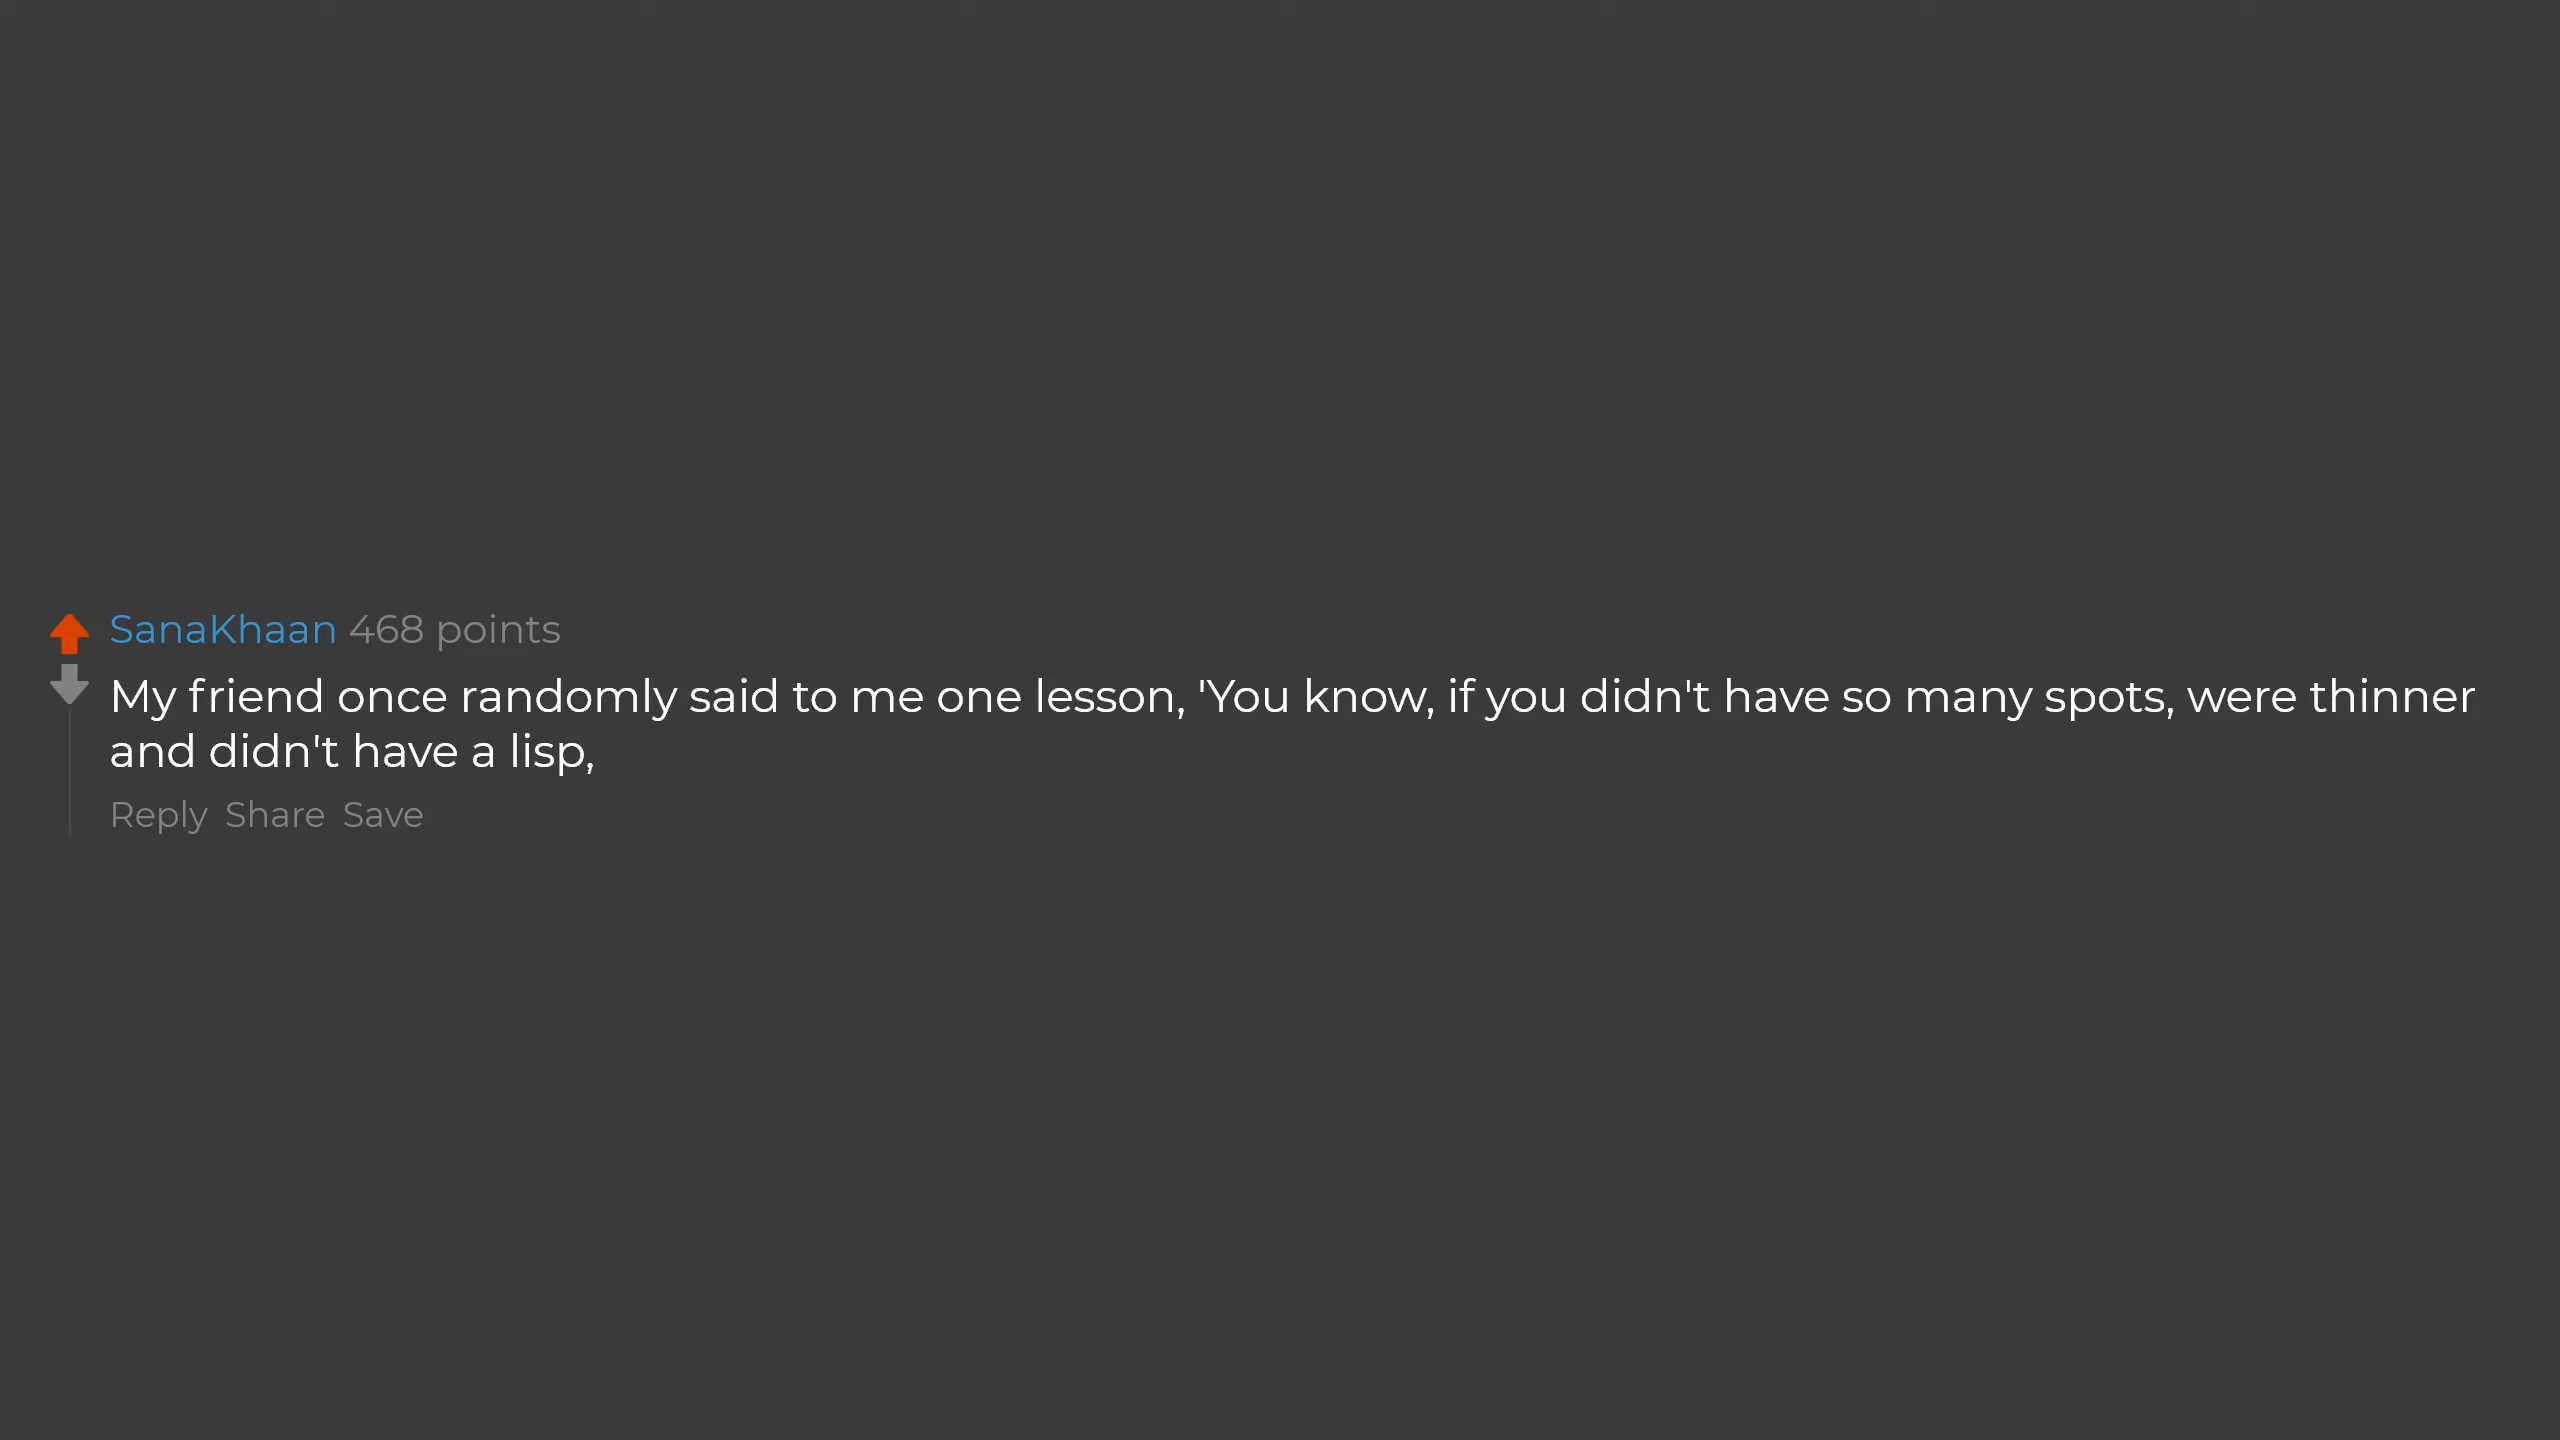 SanaKhaan 468 points
My friend once randomly said to me one lesson, 'You know, if you didn't have so many spots, were thinner
and didn't have a lisp,
Reply Share Save